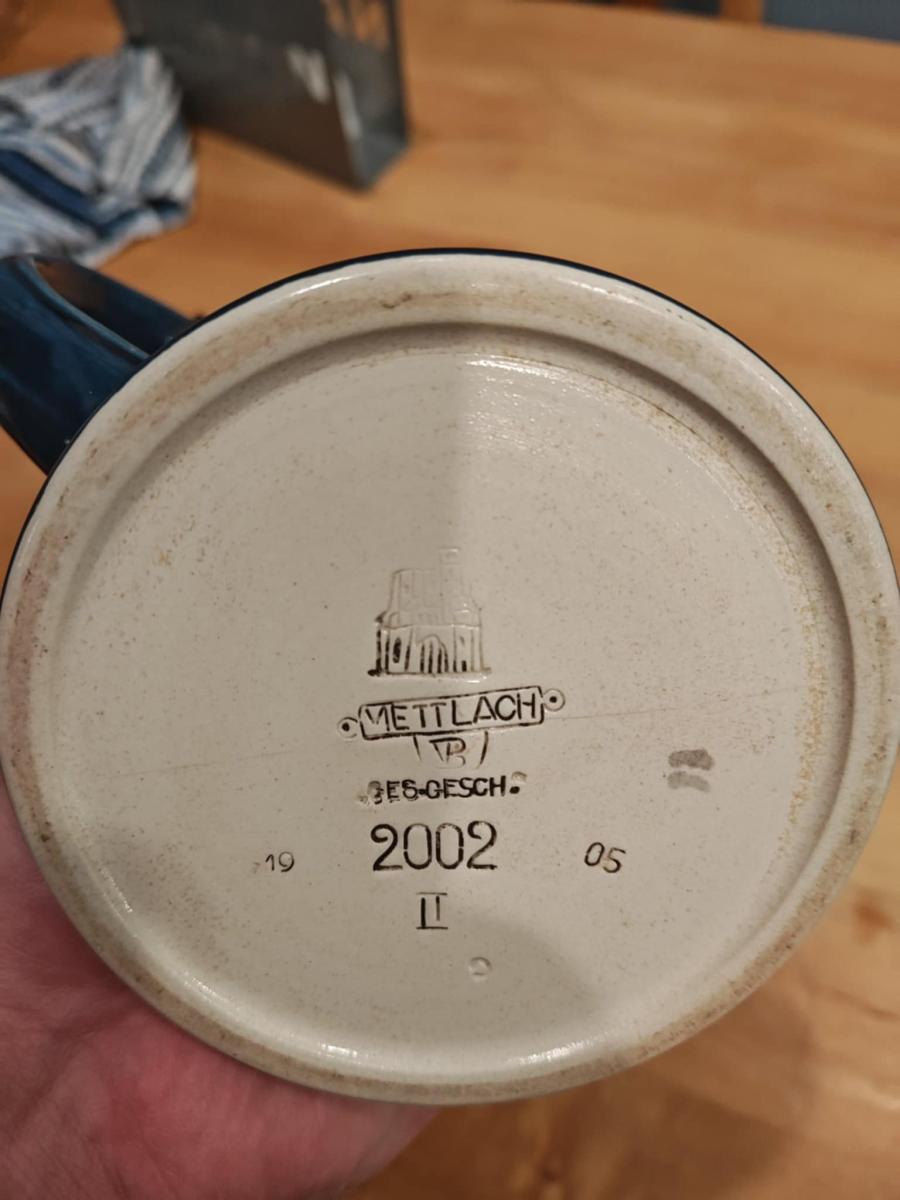 METTLACH
VB
GES.GESCH.
19 2002 05
II